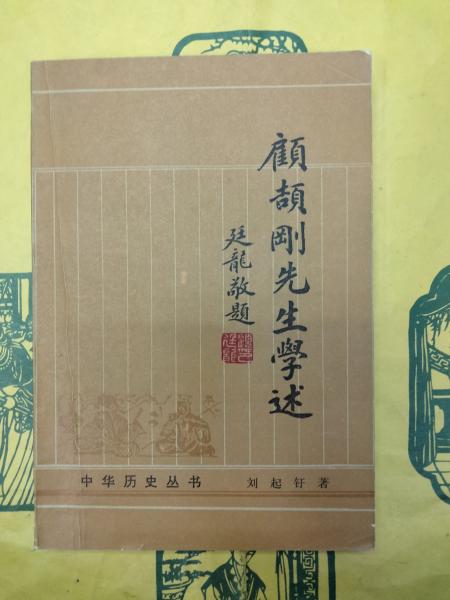 顧頡剛先生學述
廷龍敬題
中华历史丛书 刘起釪著